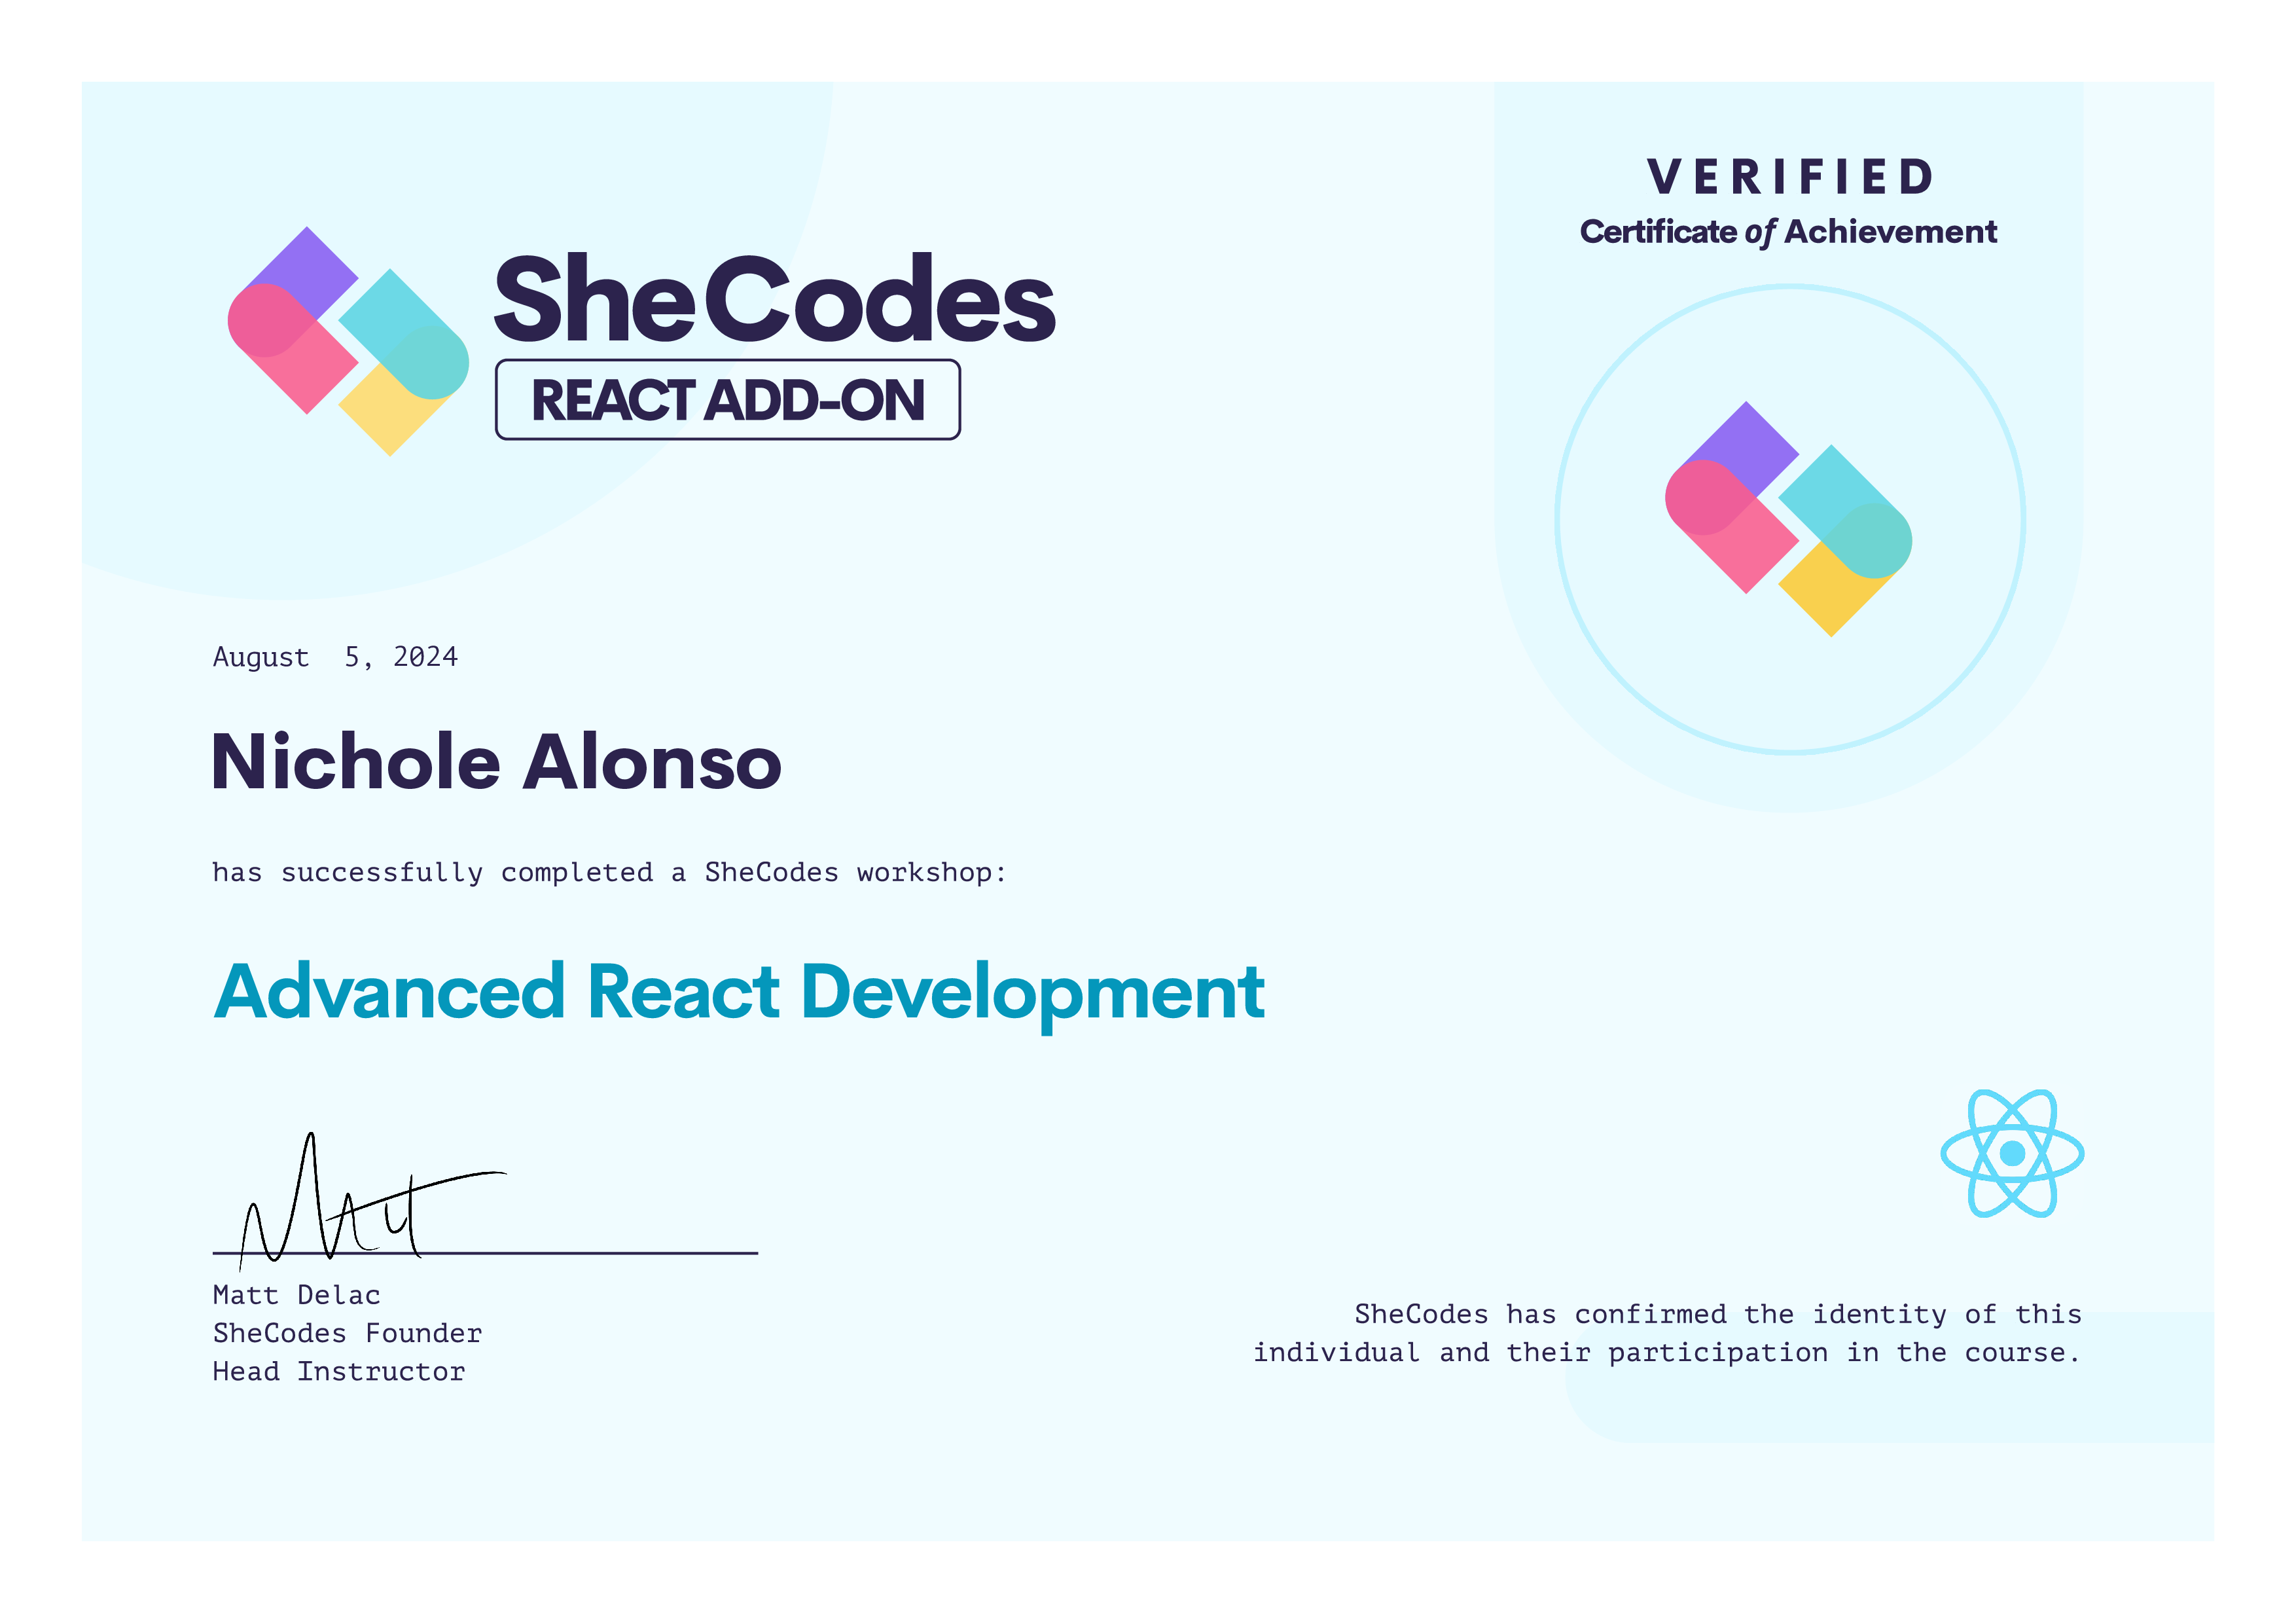 SheCodes
REACT ADD-ON
VERIFIED
Certificate of Achievement
August  5, 2024
Nichole Alonso
has successfully completed a SheCodes workshop:
Advanced React Development
Matt
Matt Delac
SheCodes Founder
Head Instructor
SheCodes has confirmed the identity of this
individual and their participation in the course.